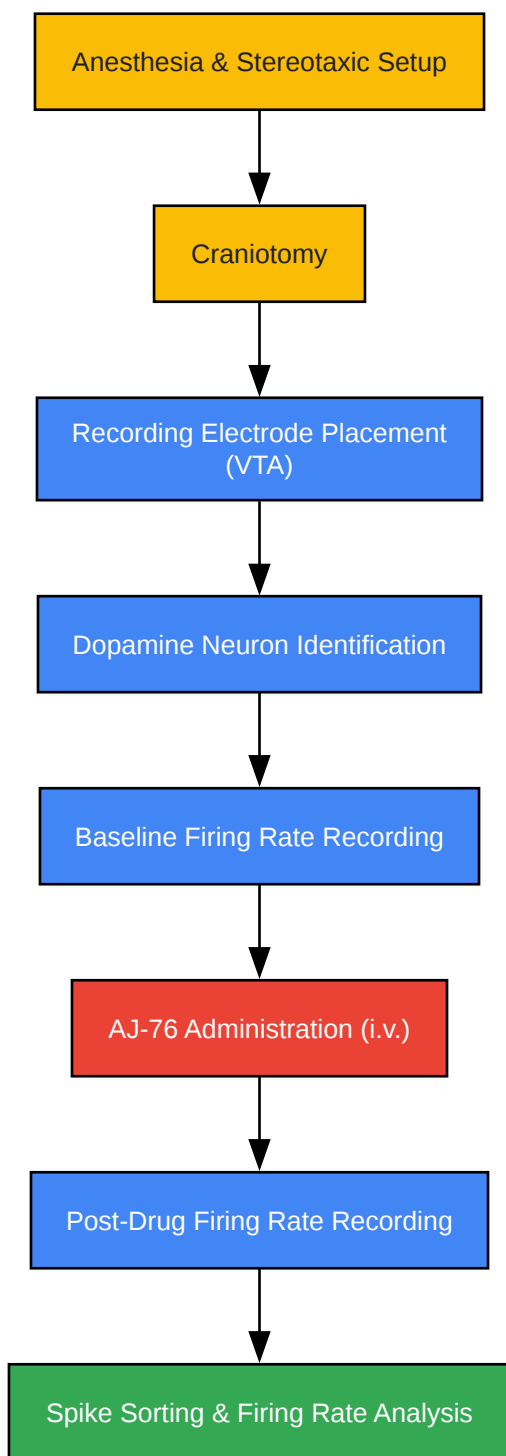 Anesthesia & Stereotaxic Setup
Craniotomy
Recording Electrode Placement
(VTA)
Dopamine Neuron Identification
Baseline Firing Rate Recording
AJ-76 Administration (i.v.)
Post-Drug Firing Rate Recording
Spike Sorting & Firing Rate Analysis